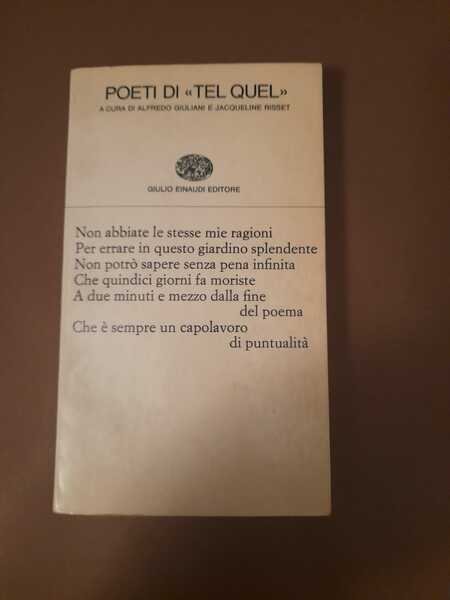 POETI DI «TEL QUEL»
A CURA DI ALFREDO GIULIANI E JACQUELINE RISSET
GIULIO EINAUDI EDITORE
Non abbiate le stesse mie ragioni
Per errare in questo giardino splendente
Non potrò sapere senza pena infinita
Che quindici giorni fa moriste
A due minuti e mezzo dalla fine
del poema
Che è sempre un capolavoro
di puntualità